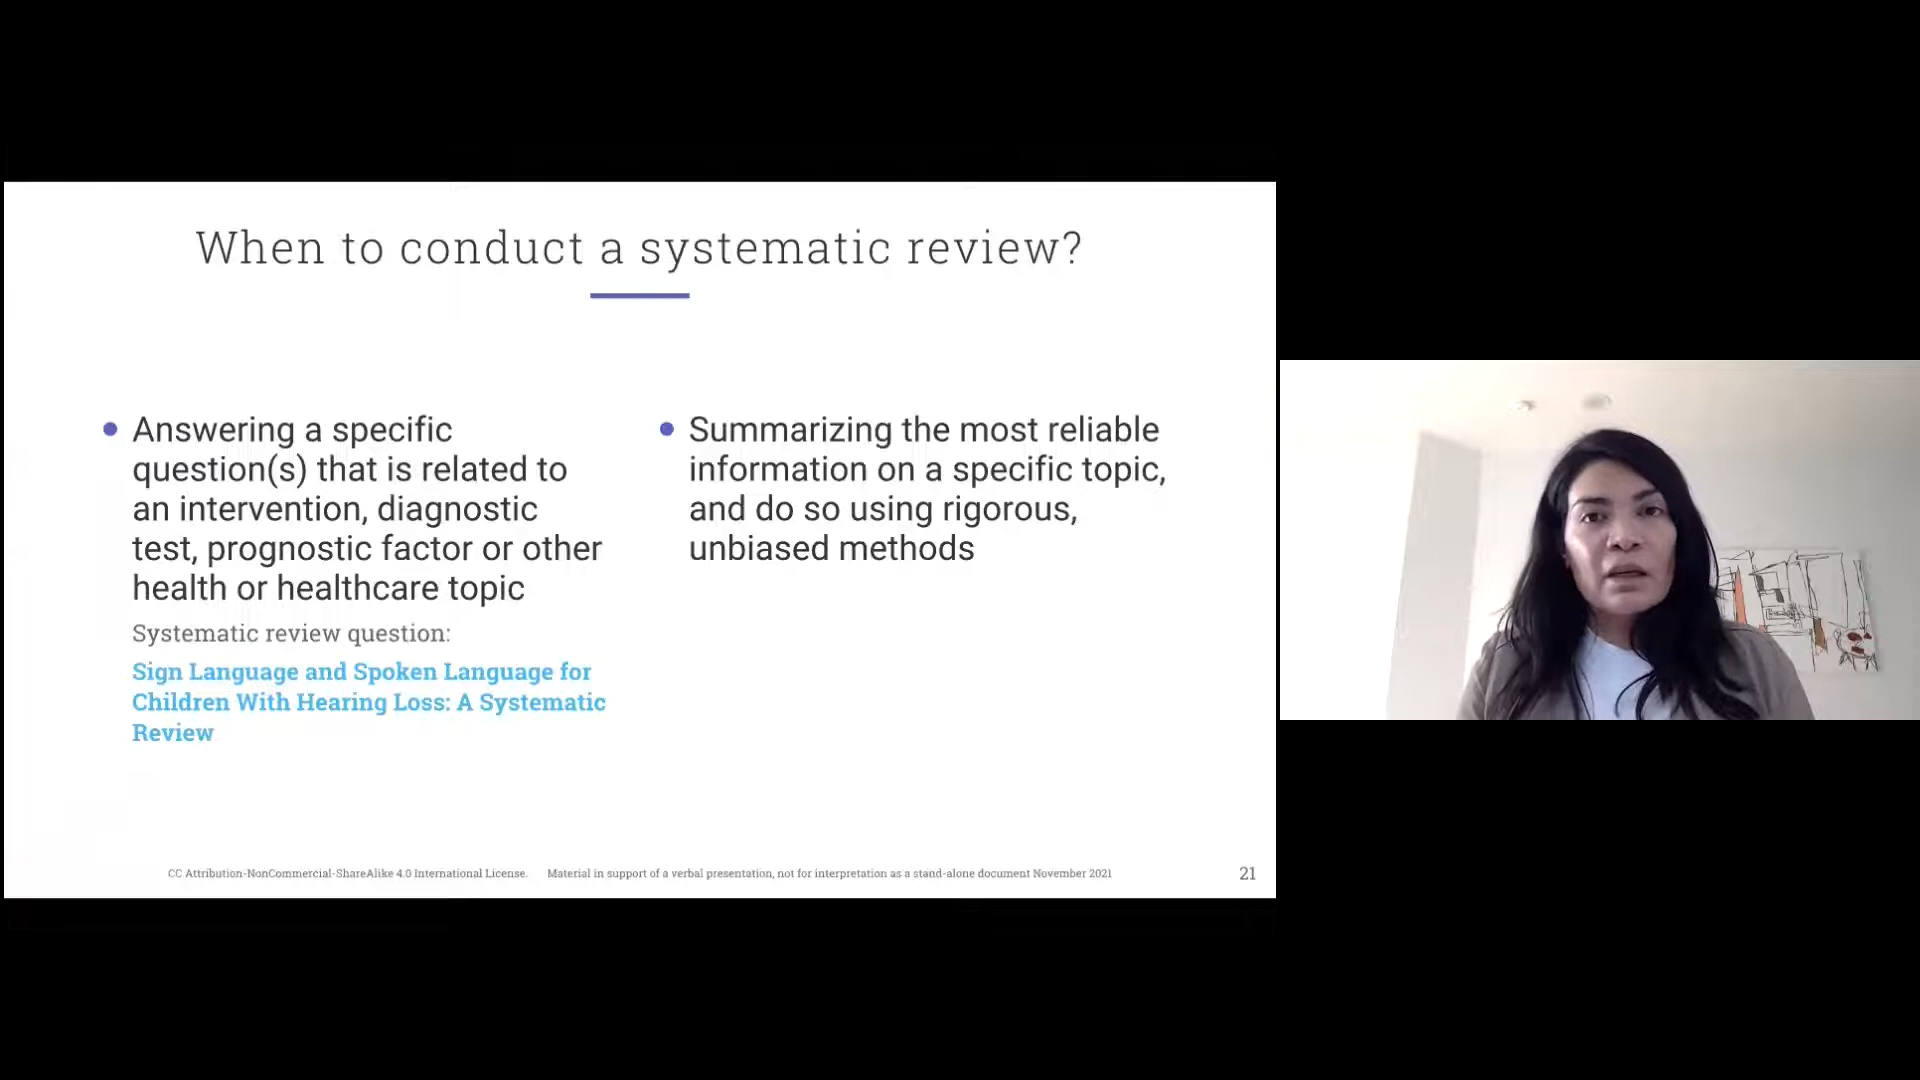 When to conduct a systematic review?
Answering a specific
question(s) that is related to
an intervention, diagnostic
test, prognostic factor or other
health or healthcare topic
Systematic review question:
Sign Language and Spoken Language for
Children With Hearing Loss: A Systematic
Review
Summarizing the most reliable
information on a specific topic,
and do so using rigorous,
unbiased methods
CC Attribution-NonCommercial-ShareAlike 4.0 International License. Material in support of a verbal presentation, not for interpretation as a stand-alone document November 2021
21